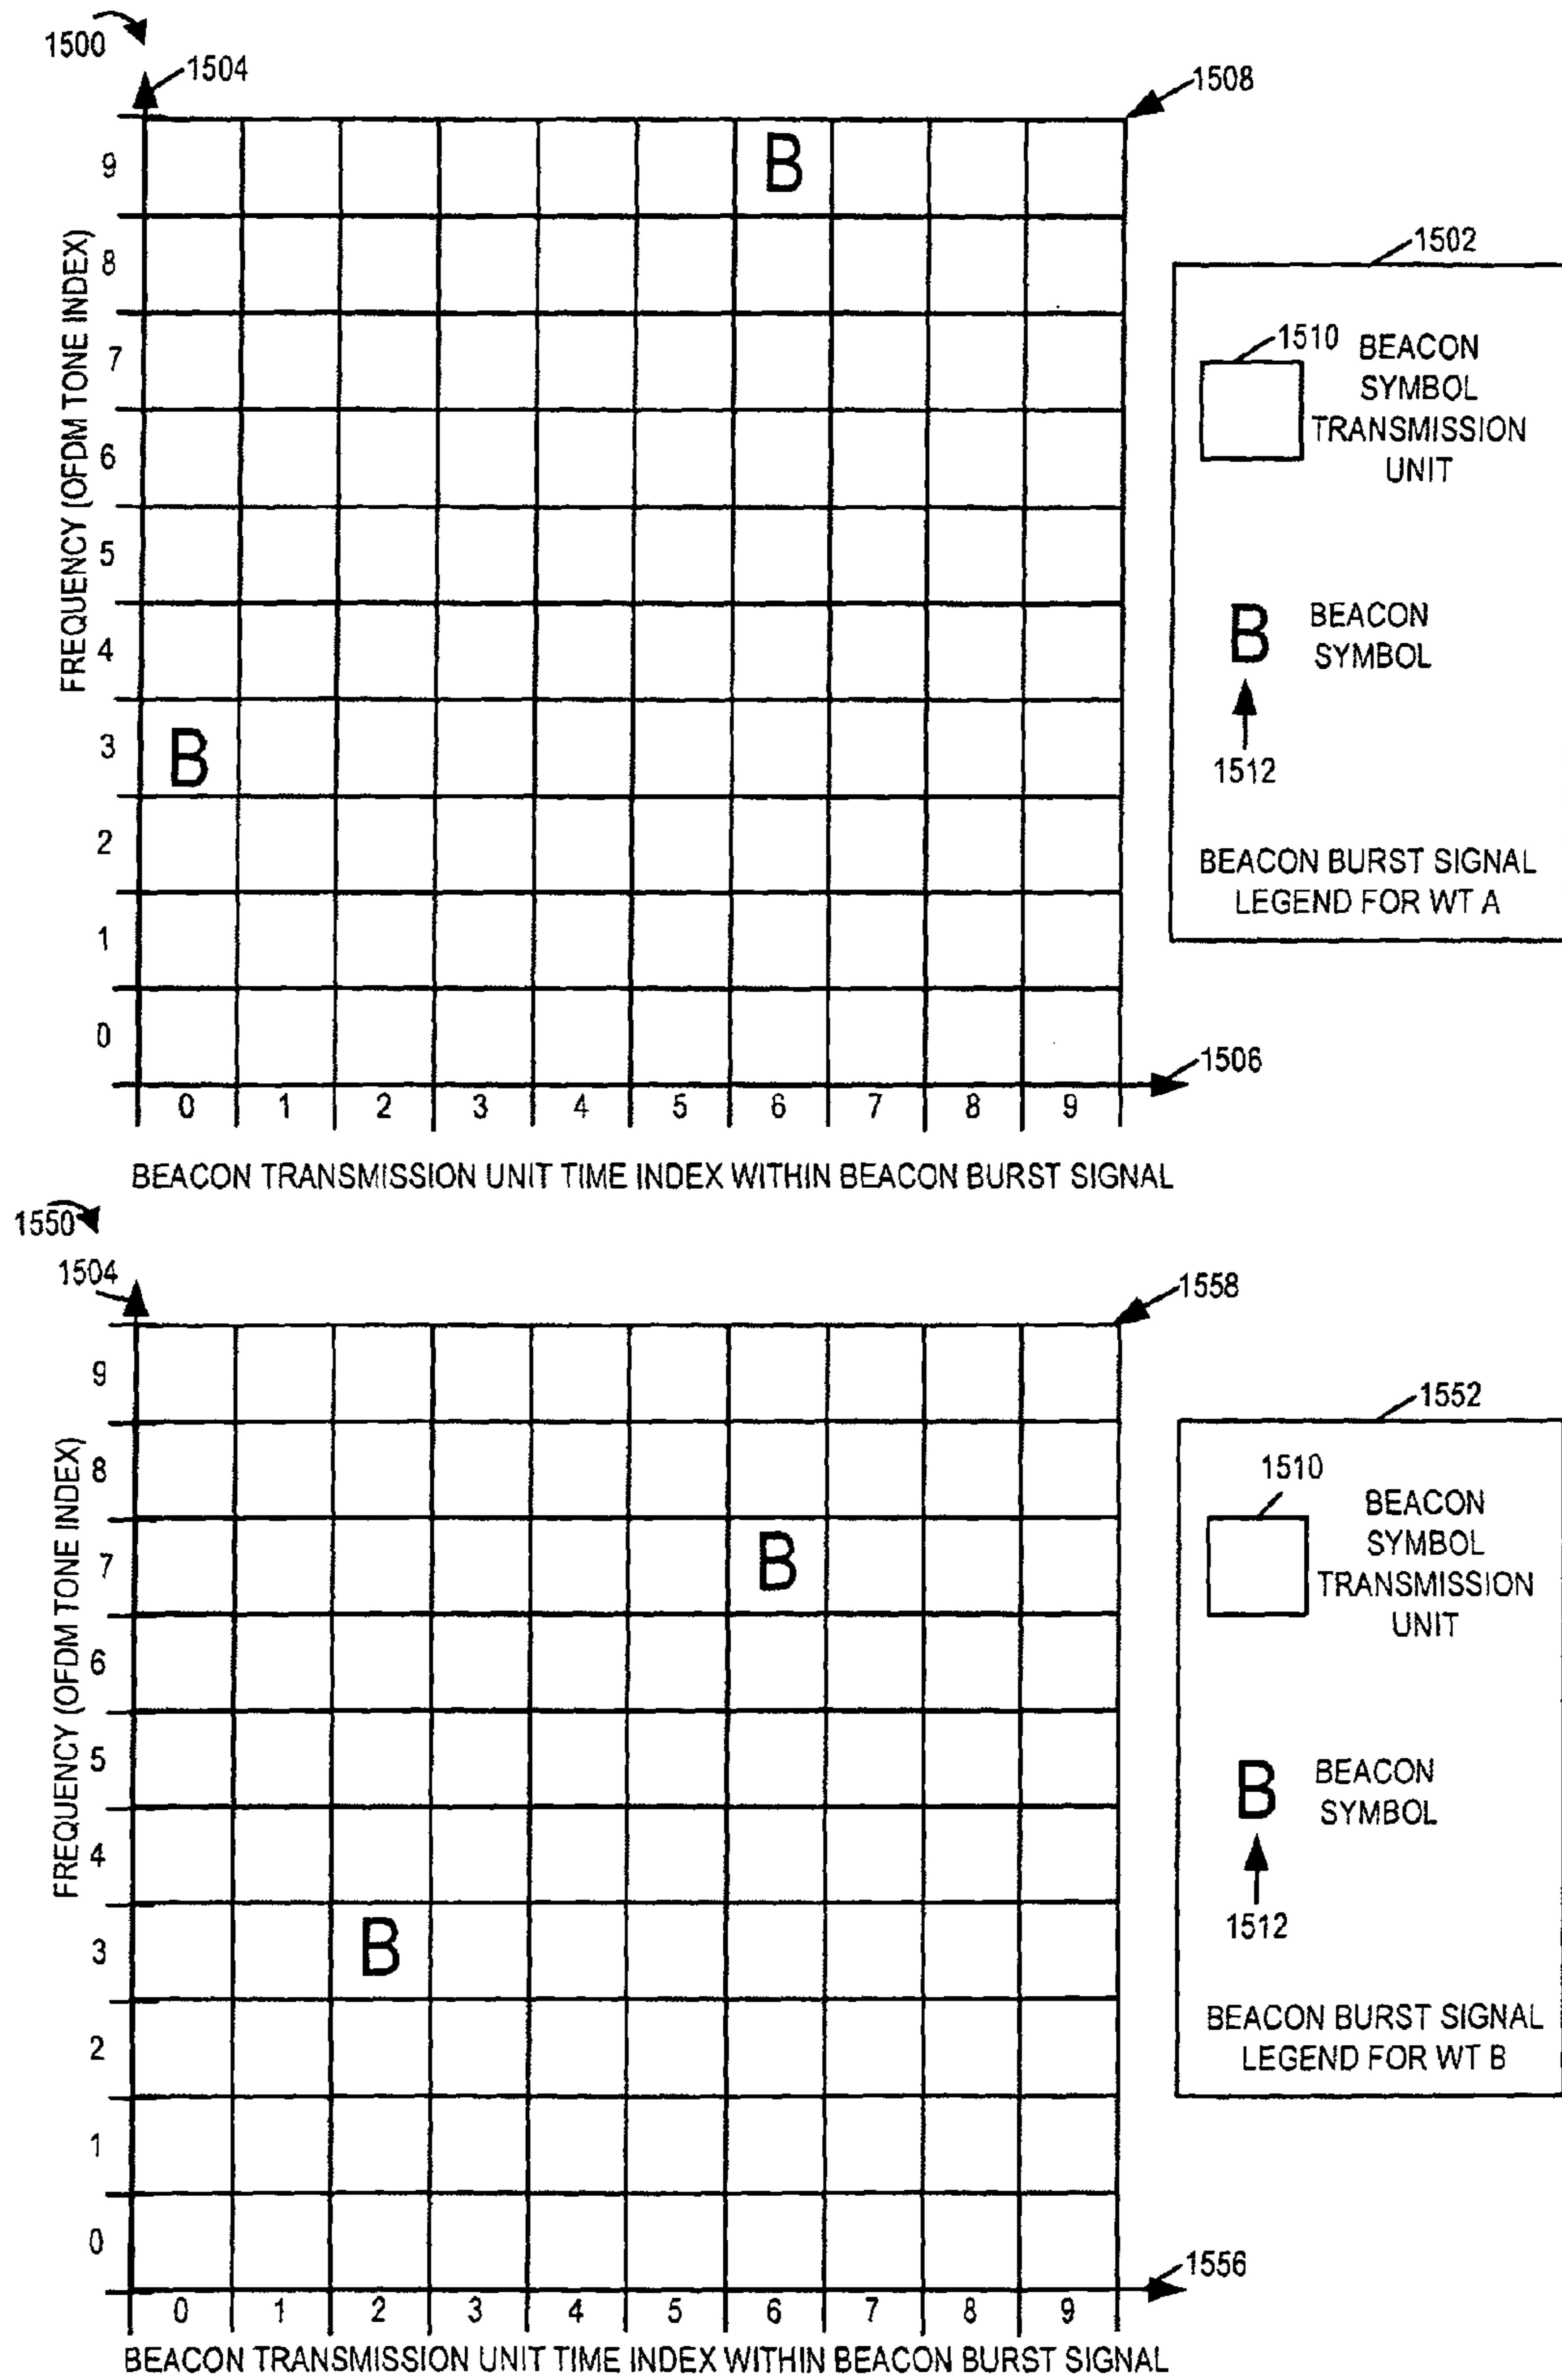 1500
1504
1508
9
B
8
7
6
5
4
3
B
2
1
0
FREQUENCY (OFDM TONE INDEX)
1506
0 1 2 3 4 5 6 7 8 9
BEACON TRANSMISSION UNIT TIME INDEX WITHIN BEACON BURST SIGNAL
1502
1510
BEACON
SYMBOL
TRANSMISSION
UNIT
B
BEACON
SYMBOL
1512
BEACON BURST SIGNAL
LEGEND FOR WT A
1550
1504
1558
9
8
7
B
6
5
4
3
B
2
1
0
FREQUENCY (OFDM TONE INDEX)
1556
0 1 2 3 4 5 6 7 8 9
BEACON TRANSMISSION UNIT TIME INDEX WITHIN BEACON BURST SIGNAL
1552
1510
BEACON
SYMBOL
TRANSMISSION
UNIT
B
BEACON
SYMBOL
1512
BEACON BURST SIGNAL
LEGEND FOR WT B